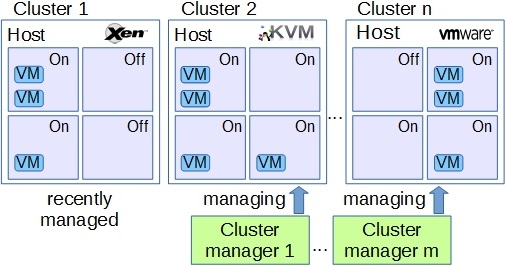 Cluster 1
Cluster 2
Cluster n
Host Xen
Host KVM
Host vmware
On
VM
VM
Off
On
VM
VM
On
Off
On
VM
VM
...
On
VM
Off
On
VM
On
VM
On
On
VM
recently
managed
managing
managing
Cluster
manager 1
...
Cluster
manager m